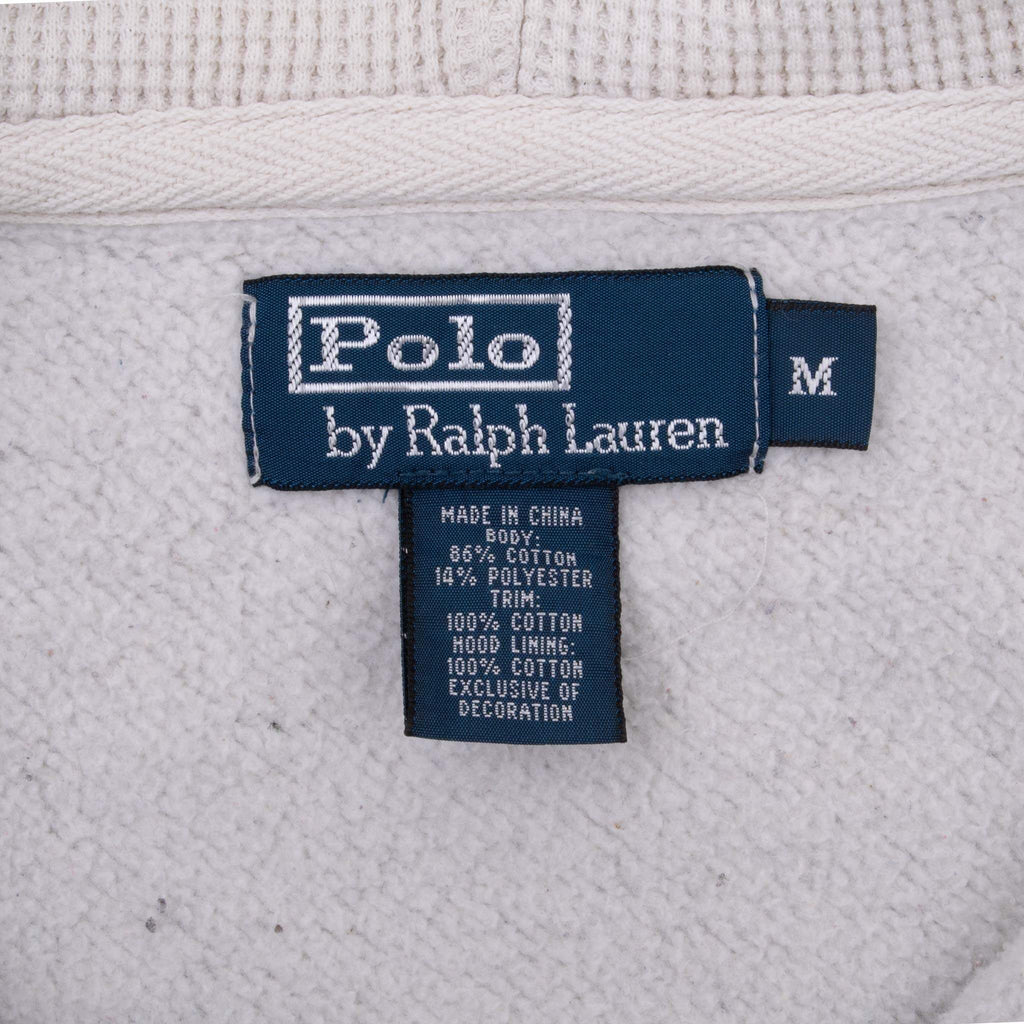 Polo
by Ralph Lauren
M
MADE IN CHINA
BODY:
86% COTTON
14% POLYESTER
TRIM:
100% COTTON
HOOD LINING:
100% COTTON
EXCLUSIVE OF
DECORATION